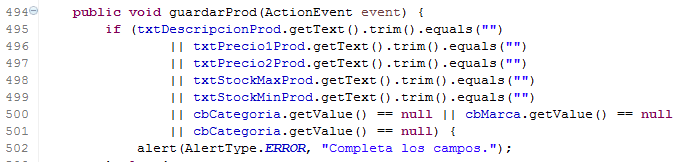 494 public void guardarProd(ActionEvent event) {
495 if (txtDescripcionProd.getText().trim().equals("")
496 || txtPrecio1Prod.getText().trim().equals("")
497 || txtPrecio2Prod.getText().trim().equals("")
498 || txtStockMaxProd.getText().trim().equals("")
499 || txtStockMinProd.getText().trim().equals("")
500 || cbCategoria.getValue() == null || cbMarca.getValue() == null
501 || cbCategoria.getValue() == null) {
502 alert(AlertType.ERROR, "Completa los campos.");